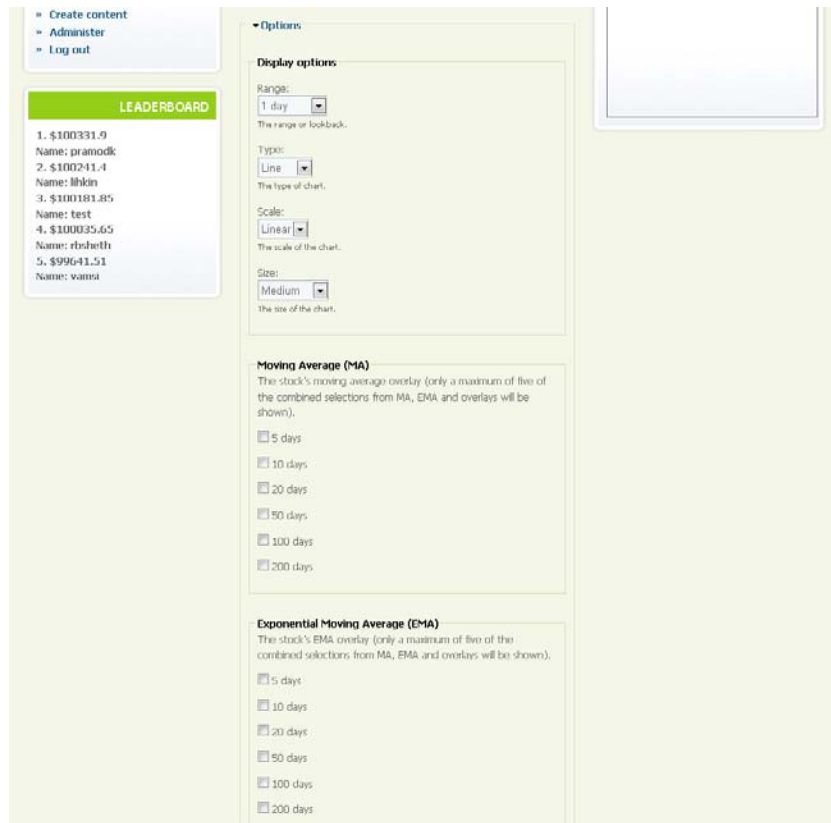 » Create content
» Administer
» Log out
LEADERBOARD
1. $100331.9
Name: pramodk
2. $100241.4
Name: lihkin
3. $100181.85
Name: test
4. $100035.65
Name: rbsheth
5. $99641.51
Name: vamsi
Options
Display options
Range:
1 day
The range or lookback.
Type:
Line
The type of chart.
Scale:
Linear
The scale of the chart.
Size:
Medium
The size of the chart.
Moving Average (MA)
The stock's moving average overlay (only a maximum of five of
the combined selections from MA, EMA and overlays will be
shown).
5 days
10 days
20 days
50 days
100 days
200 days
Exponential Moving Average (EMA)
The stock's EMA overlay (only a maximum of five of the
combined selections from MA, EMA and overlays will be shown).
5 days
10 days
20 days
50 days
100 days
200 days